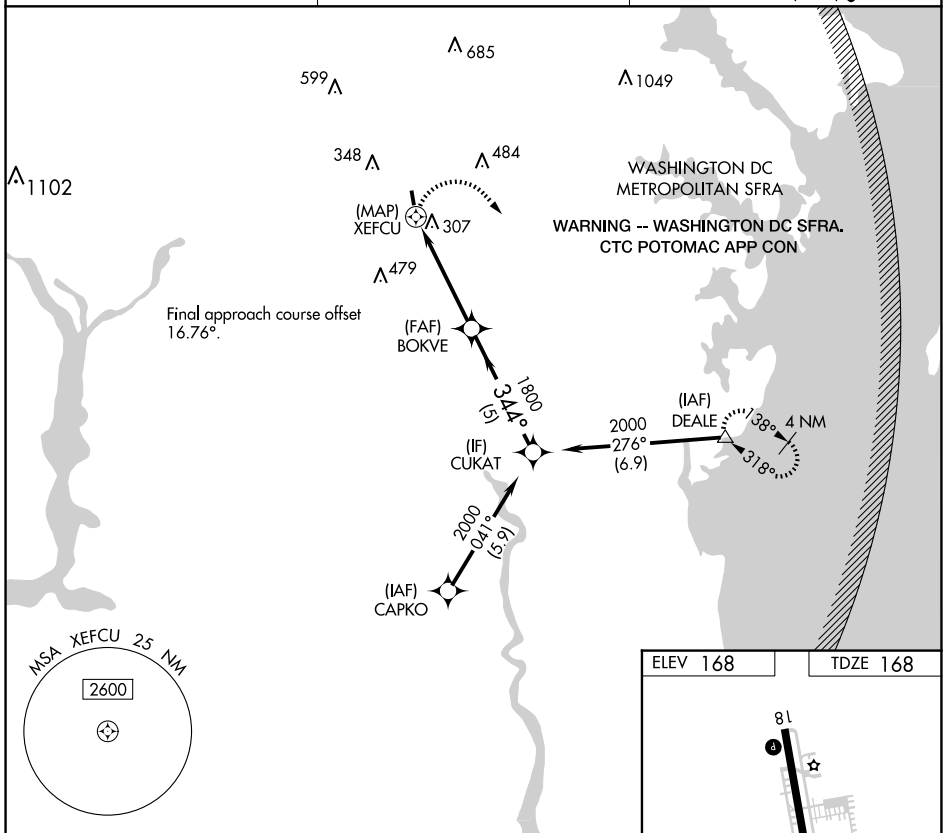 685
599
1049
348
484
1102
WASHINGTON DC
METROPOLITAN SFRA
(MAP)
XEFCU
307
WARNING -- WASHINGTON DC SFRA.
CTC POTOMAC APP CON
479
Final approach course offset
16.76°.
(FAF)
BOKVE
1800
344°
(5)
(IAF)
DEALE
138°
4 NM
318°
2000
276°
(6.9)
(IF)
CUKAT
2000
041°
(5.9)
(IAF)
CAPKO
MSA XEFCU 25 NM
2600
ELEV 168
TDZE 168
18
P